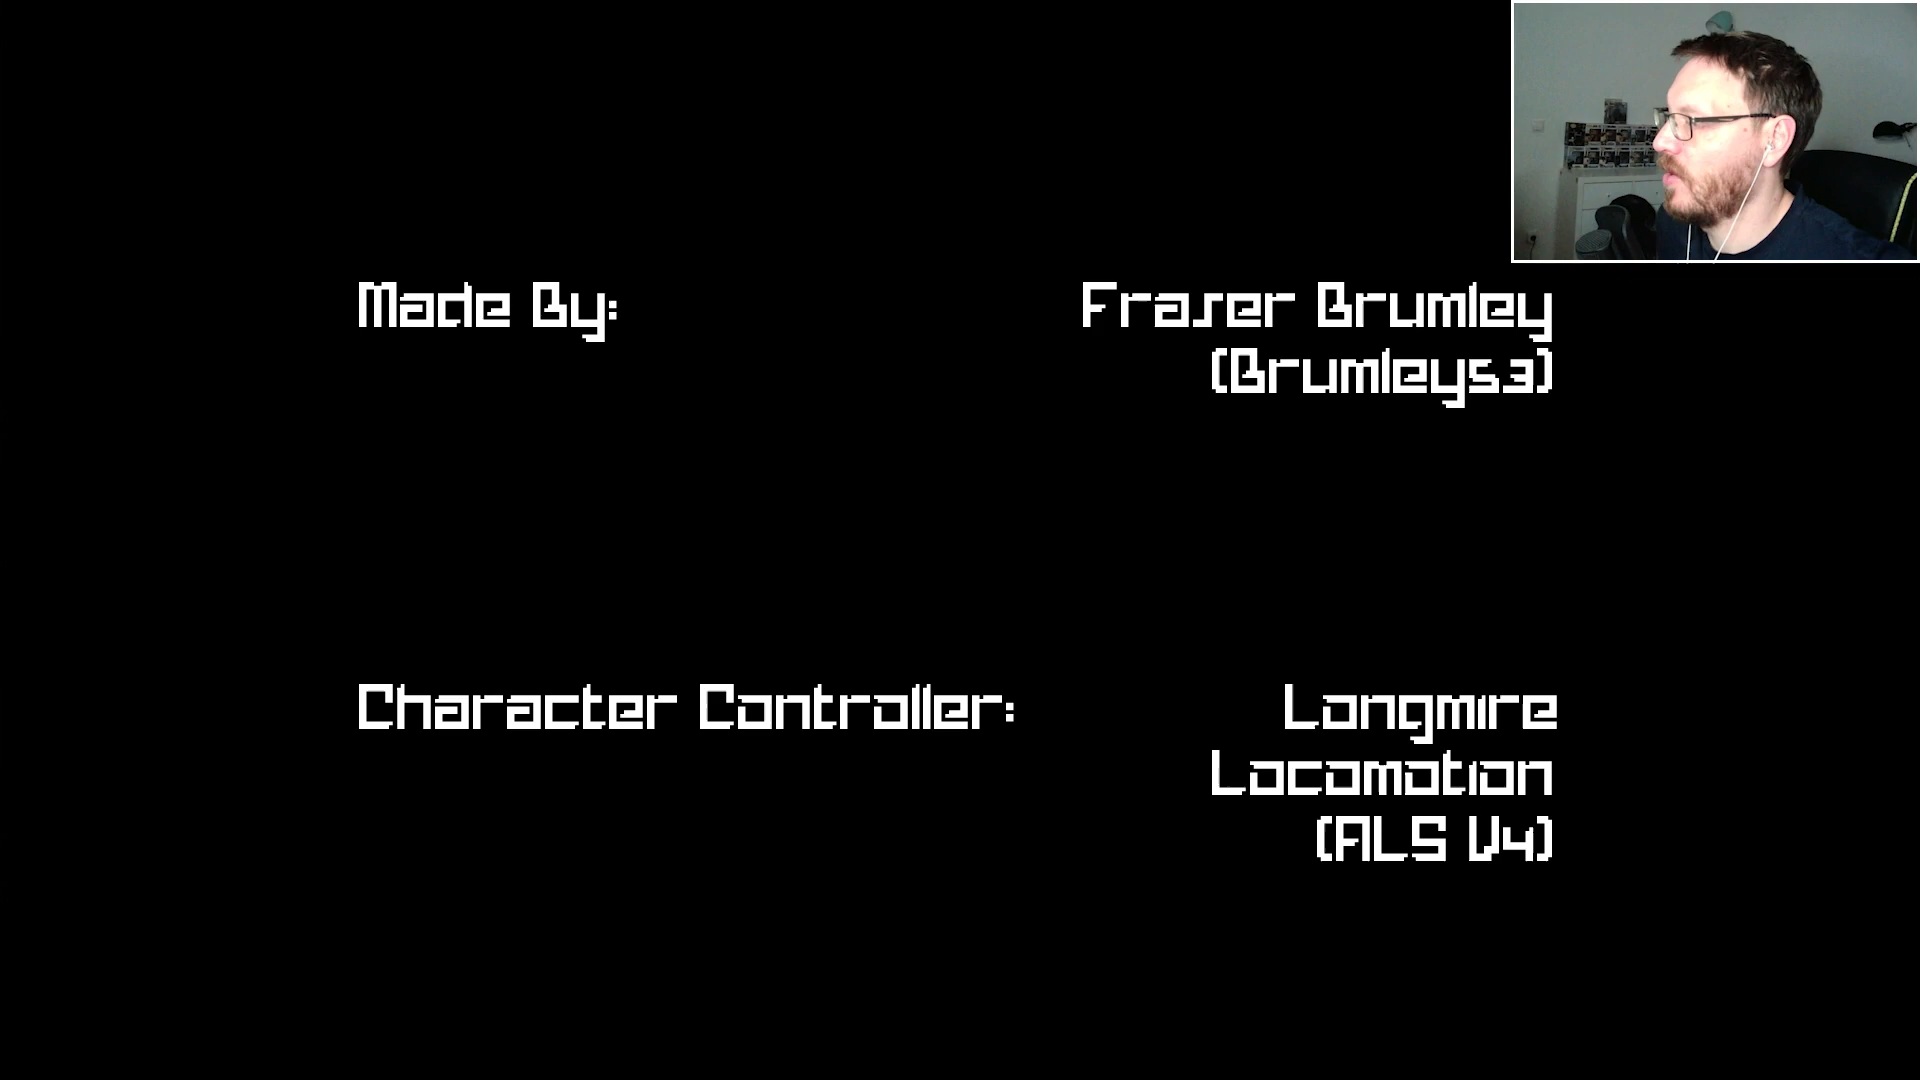 Made By:
Fraser Brumley
(Brumleys3)
Character Controller:
Longmire
Locomotion
(ALS V4)